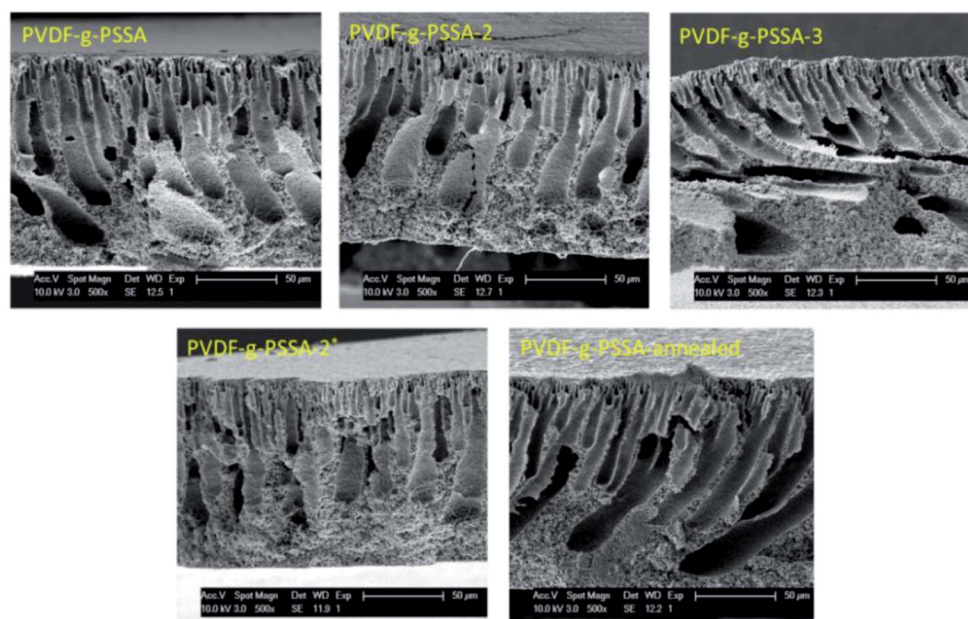 PVDF-g-PSSA
Acc.V Spot Magn Det WD Exp
10.0 kV 3.0 500x SE 12.5 1
50 µm
PVDF-g-PSSA-2
Acc.V Spot Magn Det WD Exp
10.0 kV 3.0 500x SE 12.7 1
50 µm
PVDF-g-PSSA-3
Acc.V Spot Magn Det WD Exp
10.0 kV 3.0 500x SE 12.3 1
50 µm
PVDF-g-PSSA-2*
Acc.V Spot Magn Det WD Exp
10.0 kV 3.0 500x SE 11.9 1
50 µm
PVDF-g-PSSA-annealed
Acc.V Spot Magn Det WD Exp
10.0 kV 3.0 500x SE 12.2 1
50 µm